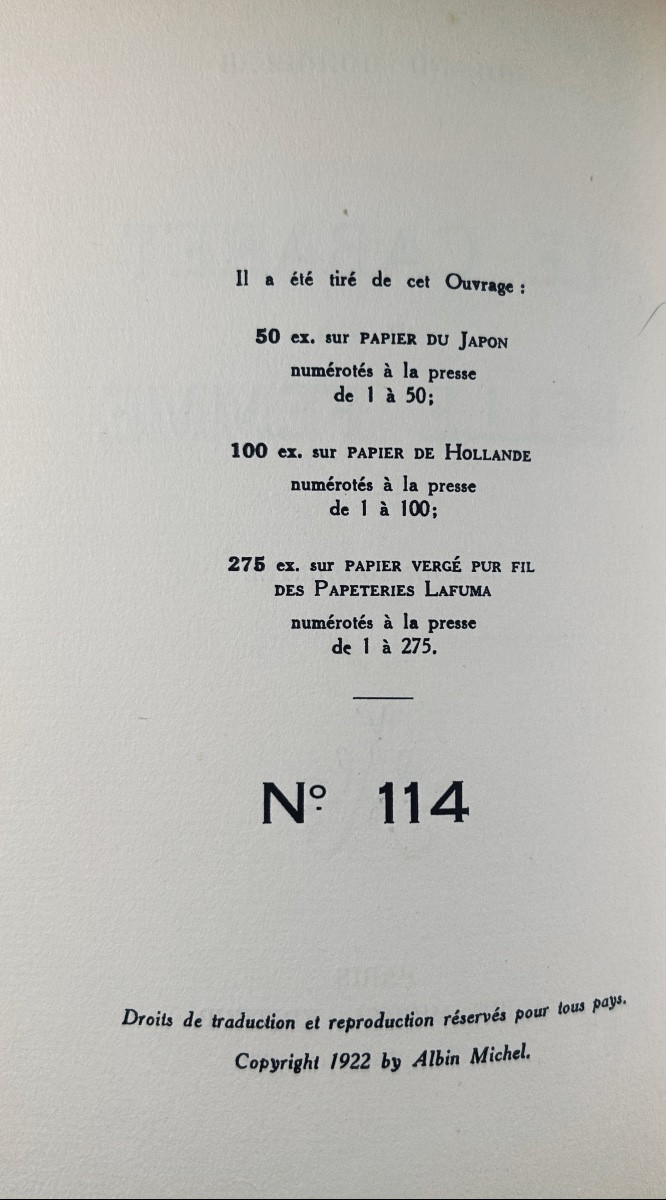 Il a été tiré de cet Ouvrage :
50 ex. sur PAPIER DU JAPON
numérotés à la presse
de 1 à 50;
100 ex. sur PAPIER DE HOLLANDE
numérotés à la presse
de 1 à 100;
275 ex. sur PAPIER VERGÉ PUR FIL
DES PAPETERIES LAFUMA
numérotés à la presse
de 1 à 275.
Nº 114
Droits de traduction et reproduction réservés pour tous pays.
Copyright 1922 by Albin Michel.